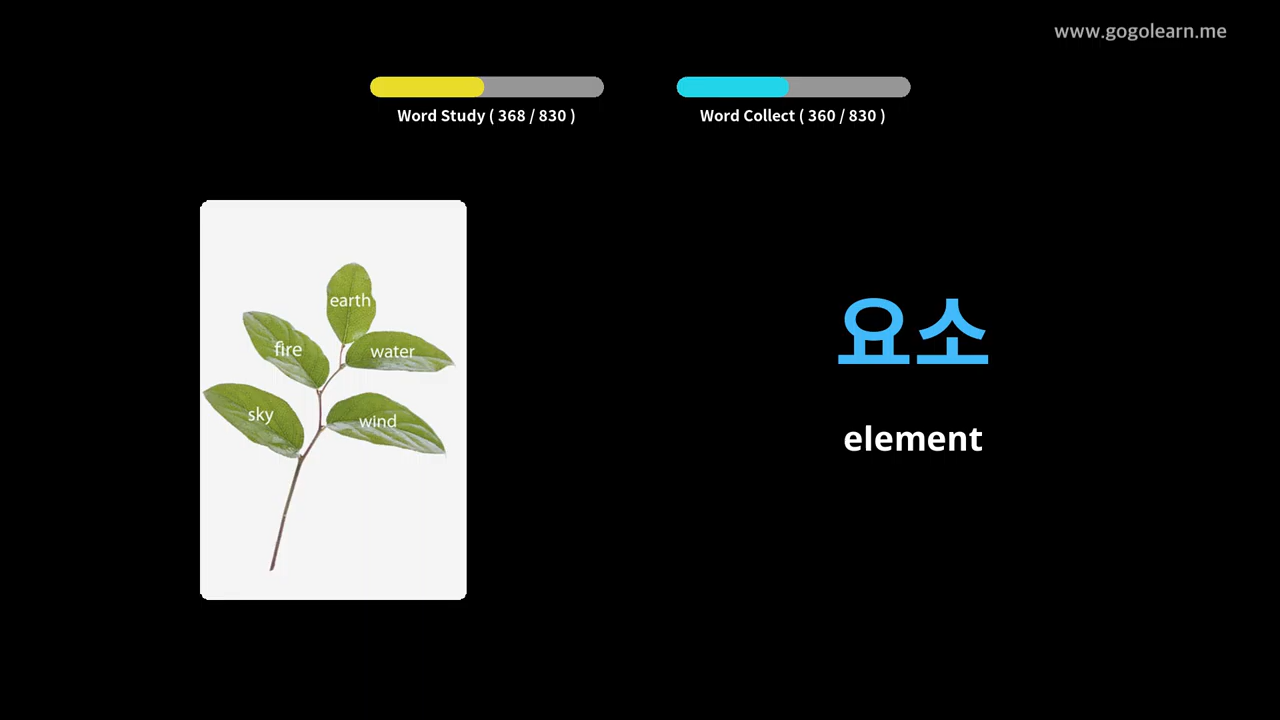 www.gogolearn.me
Word Study ( 368 / 830 )
Word Collect ( 360 / 830 )
earth
fire
water
sky
wind
요소
element